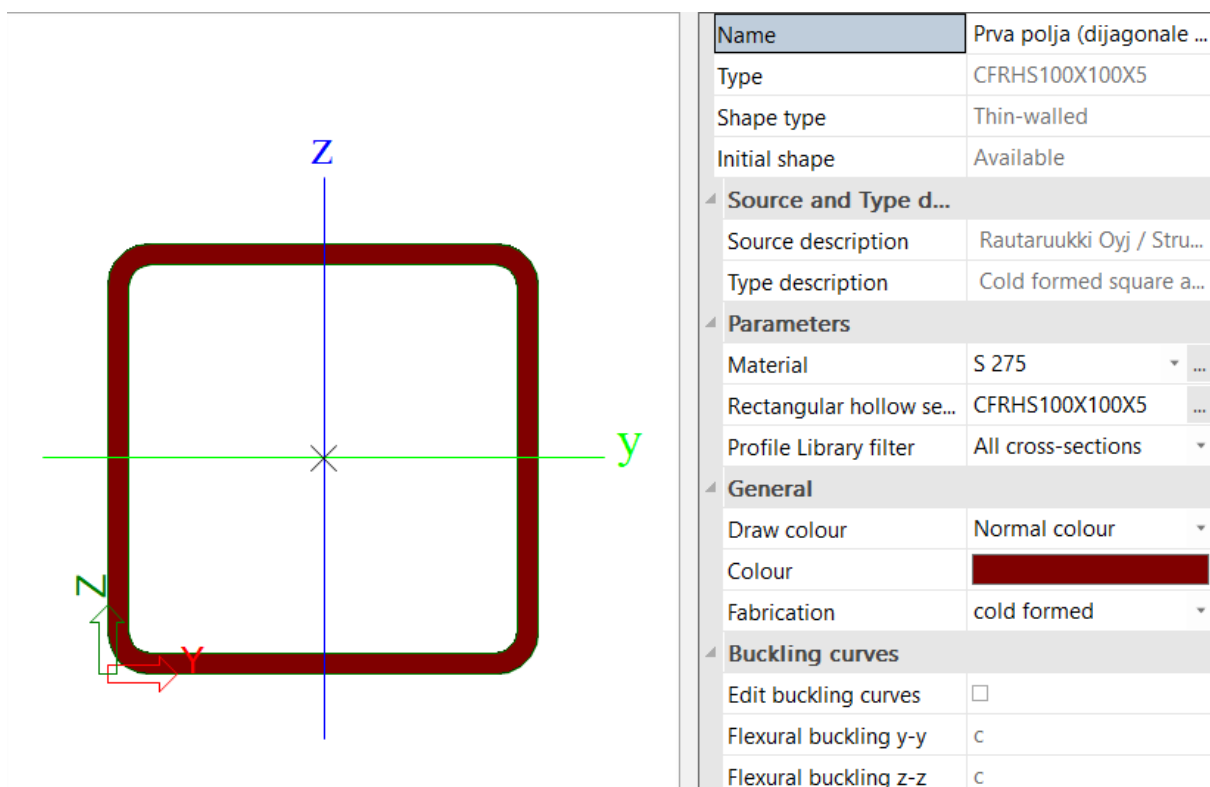 Z
y
Z
Y
Name Prva polja (dijagonale ...
Type CFRHS100X100X5
Shape type Thin-walled
Initial shape Available
Source and Type d...
Source description Rautaruukki Oyj / Stru...
Type description Cold formed square a...
Parameters
Material S 275 ...
Rectangular hollow se... CFRHS100X100X5 ...
Profile Library filter All cross-sections
General
Draw colour Normal colour
Colour
Fabrication cold formed
Buckling curves
Edit buckling curves
Flexural buckling y-y c
Flexural buckling z-z c